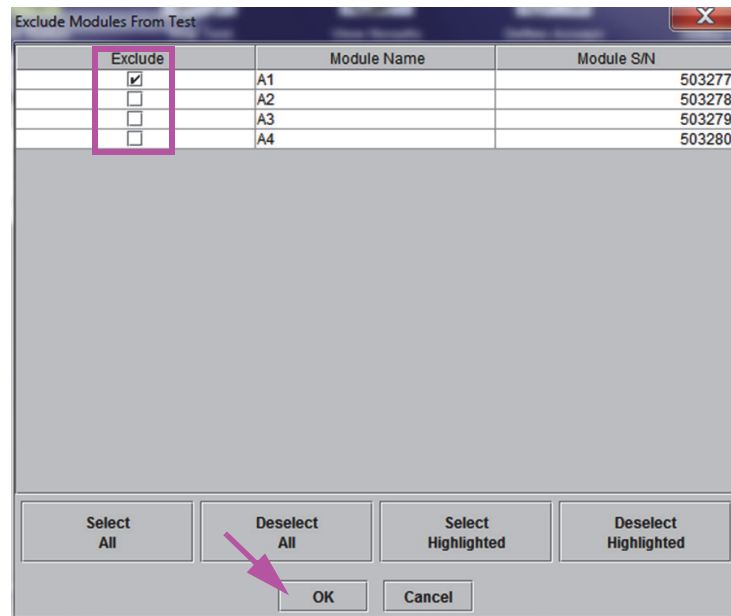 Exclude Modules From Test
Exclude Module Name Module S/N
A1 503277
A2 503278
A3 503279
A4 503280
Select All Deselect All Select Highlighted Deselect Highlighted
OK Cancel